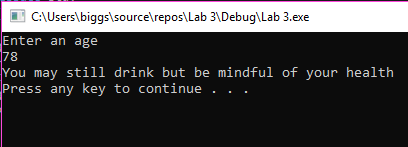 C:\Users\biggs\source\repos\Lab 3\Debug\Lab 3.exe
Enter an age
78
You may still drink but be mindful of your health
Press any key to continue . . .